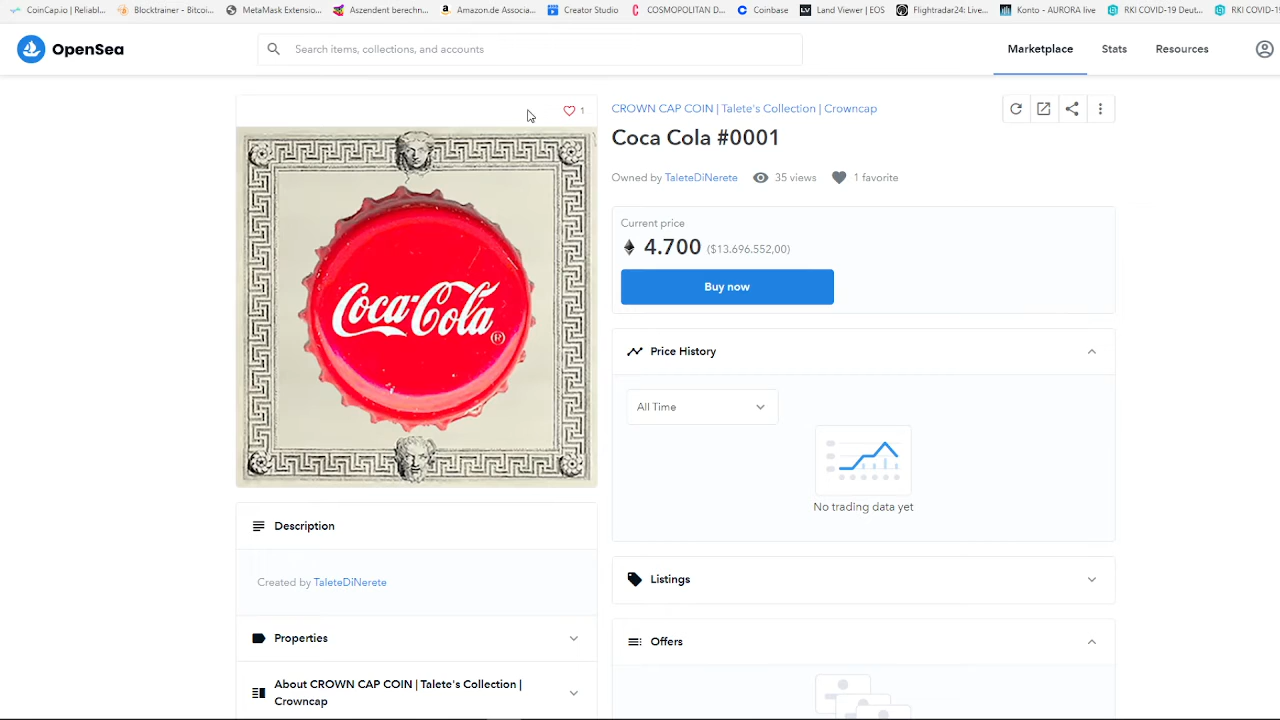 CoinCap.io | Reliabl...
Blocktrainer - Bitcoi...
MetaMask Extensio...
Aszendent berechn...
Amazon.de Associa...
Creator Studio
COSMOPOLITAN D...
Coinbase
Land Viewer | EOS
Flightradar24: Live...
Konto - AURORA live
RKI COVID-19 Deut...
RKI COVID-1
OpenSea
Search items, collections, and accounts
Marketplace
Stats
Resources
1
CROWN CAP COIN | Talete's Collection | Crowncap
Coca Cola #0001
Owned by TaleteDiNerete
35 views
1 favorite
Current price
4.700 ($13.696.552,00)
Buy now
Coca-Cola
®
Price History
All Time
No trading data yet
Description
Created by TaleteDiNerete
Listings
Properties
Offers
About CROWN CAP COIN | Talete's Collection |
Crowncap